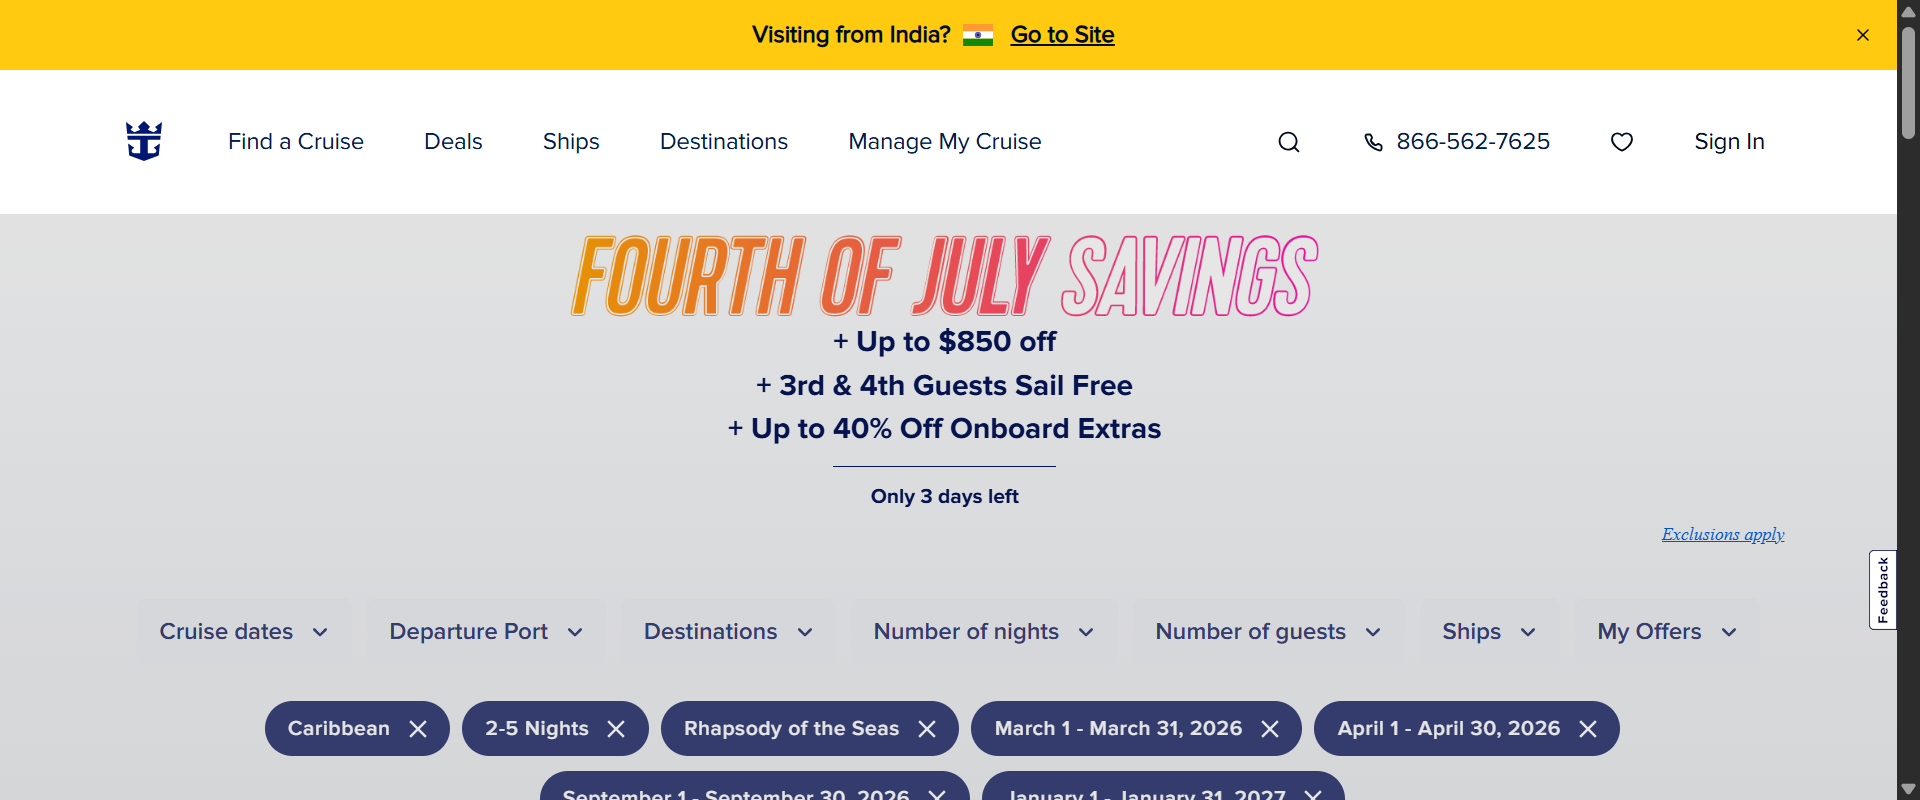 Visiting from India? Go to Site
Find a Cruise Deals Ships Destinations Manage My Cruise 866-562-7625 Sign In
FOURTH OF JULY SAVINGS
+ Up to $850 off
+ 3rd & 4th Guests Sail Free
+ Up to 40% Off Onboard Extras
Only 3 days left
Exclusions apply
Feedback
Cruise dates Departure Port Destinations Number of nights Number of guests Ships My Offers
Caribbean 2-5 Nights Rhapsody of the Seas March 1 - March 31, 2026 April 1 - April 30, 2026
September 1 - September 30, 2026 January 1 - January 31, 2027